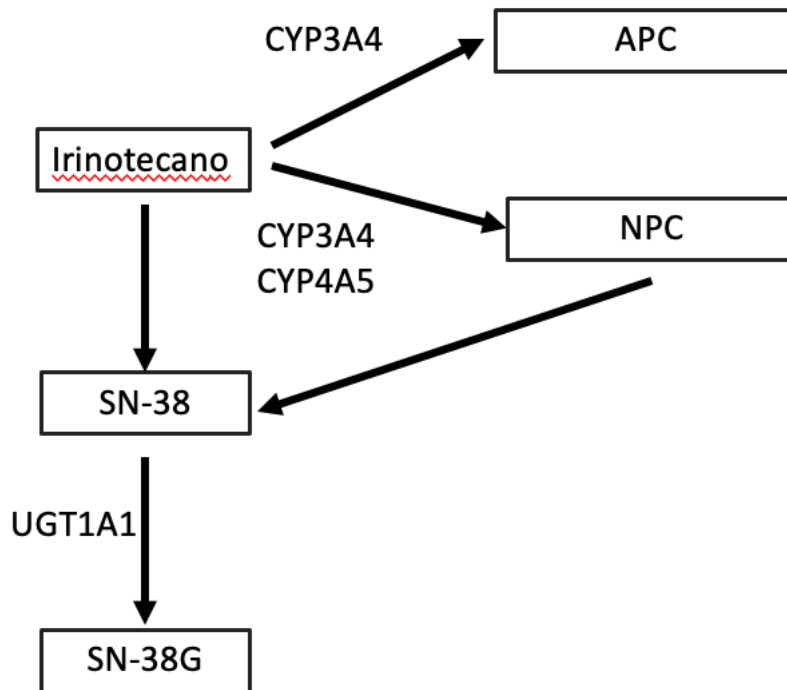 CYP3A4
APC
Irinotecano
NPC
CYP3A4
CYP4A5
SN-38
UGT1A1
SN-38G